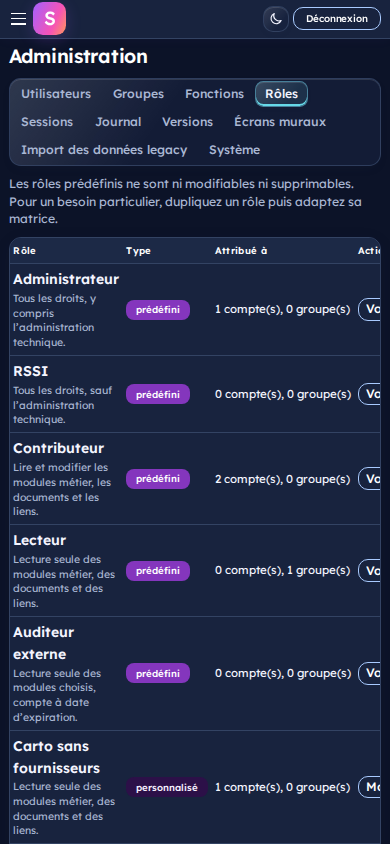 S
Déconnexion
Administration
Utilisateurs Groupes Fonctions Rôles
Sessions Journal Versions Écrans muraux
Import des données legacy Système
Les rôles prédéfinis ne sont ni modifiables ni supprimables.
Pour un besoin particulier, dupliquez un rôle puis adaptez sa
matrice.
Rôle Type Attribué à
Administrateur
Tous les droits, y
compris
l'administration
technique.
prédéfini
1 compte(s), 0 groupe(s)
RSSI
Tous les droits, sauf
l'administration
technique.
prédéfini
0 compte(s), 0 groupe(s)
Contributeur
Lire et modifier les
modules métier, les
documents et les
liens.
prédéfini
2 compte(s), 0 groupe(s)
Lecteur
Lecture seule des
modules métier, des
documents et des
liens.
prédéfini
0 compte(s), 1 groupe(s)
Auditeur
externe
Lecture seule des
modules choisis,
compte à date
d'expiration.
prédéfini
0 compte(s), 0 groupe(s)
Carto sans
fournisseurs
Lecture seule des
modules métier, des
documents et des
liens.
personnalisé
1 compte(s), 0 groupe(s)